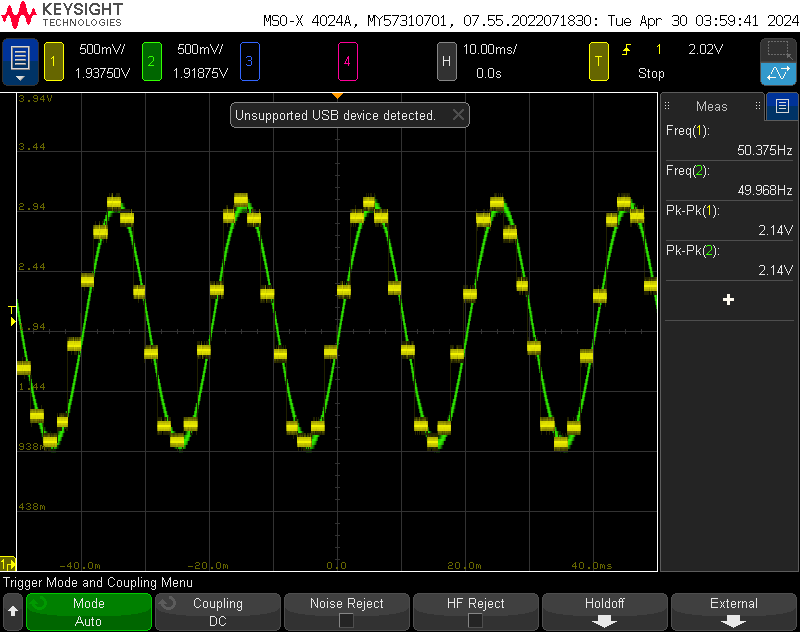 KEYSIGHT
TECHNOLOGIES
MSO-X 4024A, MY57310701, 07.55.2022071830: Tue Apr 30 03:59:41 2024
1 500mV/ 2 500mV/ 3 4 H 10.00ms/ T 1 2.02V
1.93750V 1.91875V 0.0s Stop
Unsupported USB device detected.
Meas
Freq(1):
50.375Hz
Freq(2):
49.968Hz
Pk-Pk(1):
2.14V
Pk-Pk(2):
2.14V
3.94V
3.44
2.94
2.44
T
1.94
1.44
938m
438m
1
-40.0m -20.0m 0.0 20.0m 40.0ms
Trigger Mode and Coupling Menu
Mode Coupling Noise Reject HF Reject Holdoff External
Auto DC